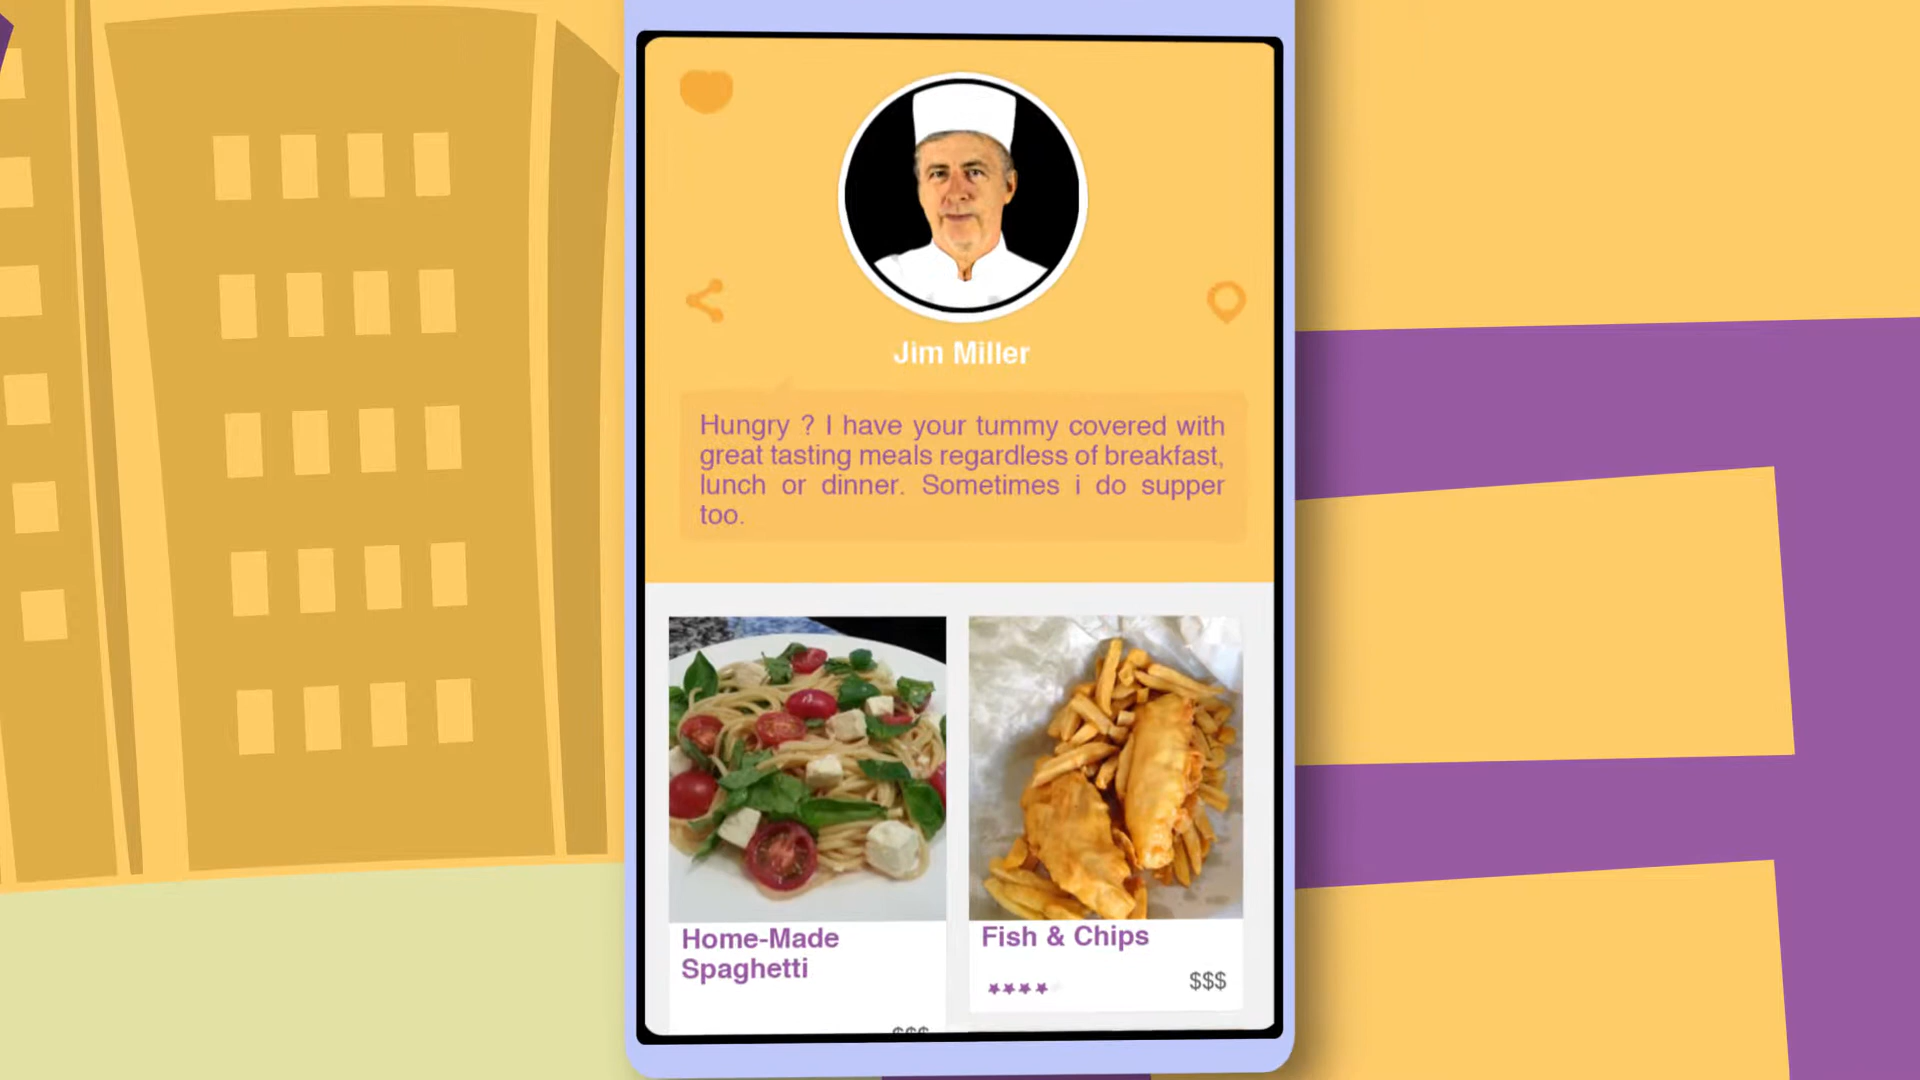 Jim Miller
Hungry ? I have your tummy covered with
great tasting meals regardless of breakfast,
lunch or dinner. Sometimes i do supper
too.
Home-Made
Spaghetti
$$$
Fish & Chips
$$$